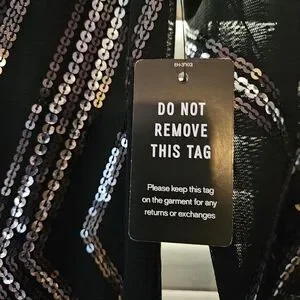 DO NOT
REMOVE
THIS TAG
Please keep this tag
on the garment for any
returns or exchanges